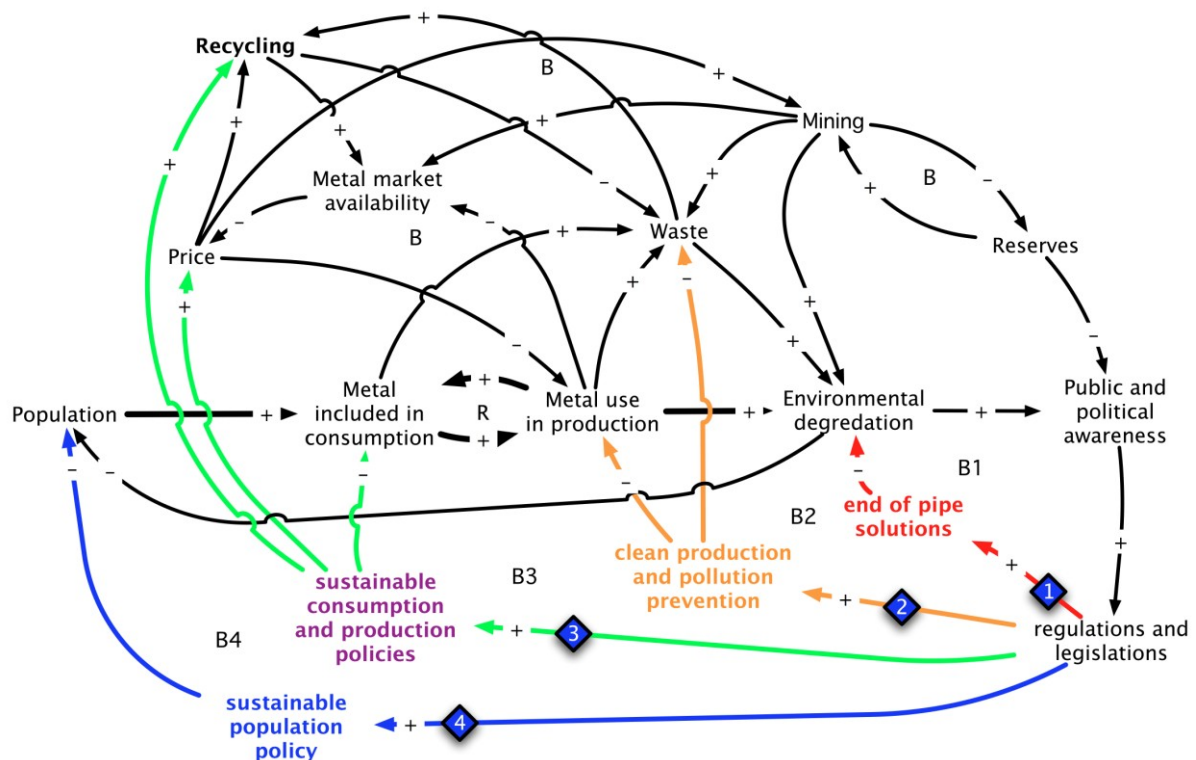 +
Recycling
B
+
Mining
+
+
+
Metal market
availability
-
+
B
-
+
-
-
Waste
Reserves
+
B
Price
+
-
+
+
-
-
+
+
-
Population
+
Metal
included in
consumption
+
R
+
Metal use
in production
+
Environmental
degredation
+
Public and
political
awareness
-
-
-
-
-
B1
end of pipe
solutions
B2
clean production
and pollution
prevention
+
+
1
B3
sustainable
consumption
and production
policies
+
2
regulations and
legislations
+
3
B4
sustainable
population
policy
+
4